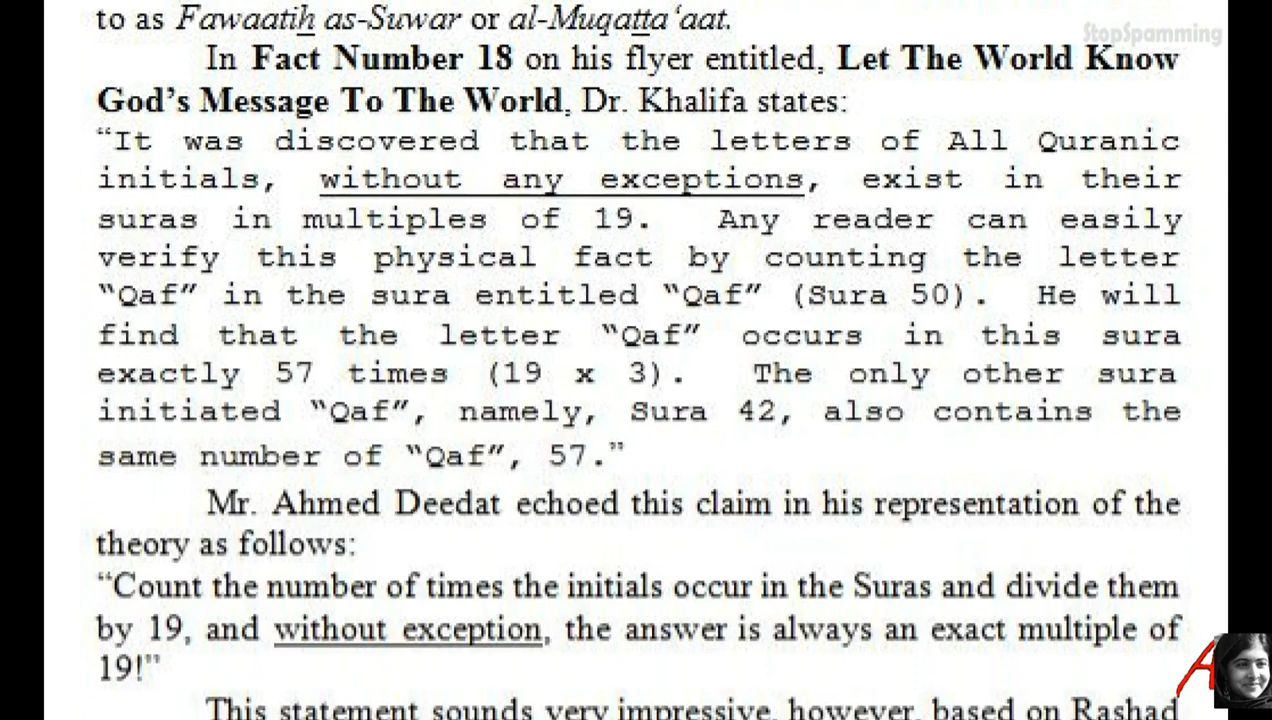 to as Fawaatih as-Suwar or al-Muqatta‘aat.
StopSpamming
In Fact Number 18 on his flyer entitled, Let The World Know
God's Message To The World, Dr. Khalifa states:
“It was discovered that the letters of All Quranic
initials, without any exceptions, exist in their
suras in multiples of 19. Any reader can easily
verify this physical fact by counting the letter
“Qaf” in the sura entitled “Qaf” (Sura 50). He will
find that the letter “Qaf” occurs in this sura
exactly 57 times (19 x 3). The only other sura
initiated “Qaf”, namely, Sura 42, also contains the
same number of “Qaf”, 57.”
Mr. Ahmed Deedat echoed this claim in his representation of the
theory as follows:
“Count the number of times the initials occur in the Suras and divide them
by 19, and without exception, the answer is always an exact multiple of
19!”
This statement sounds very impressive, however, based on Rashad